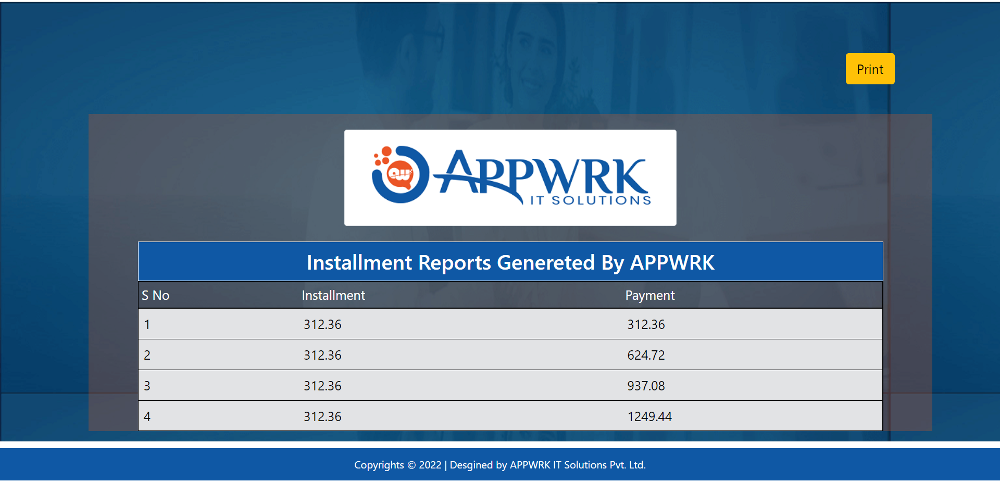 Print
aw
APPWRK
IT SOLUTIONS
Installment Reports Genereted By APPWRK
S No Installment Payment
1 312.36 312.36
2 312.36 624.72
3 312.36 937.08
4 312.36 1249.44
Copyrights © 2022 | Desgined by APPWRK IT Solutions Pvt. Ltd.